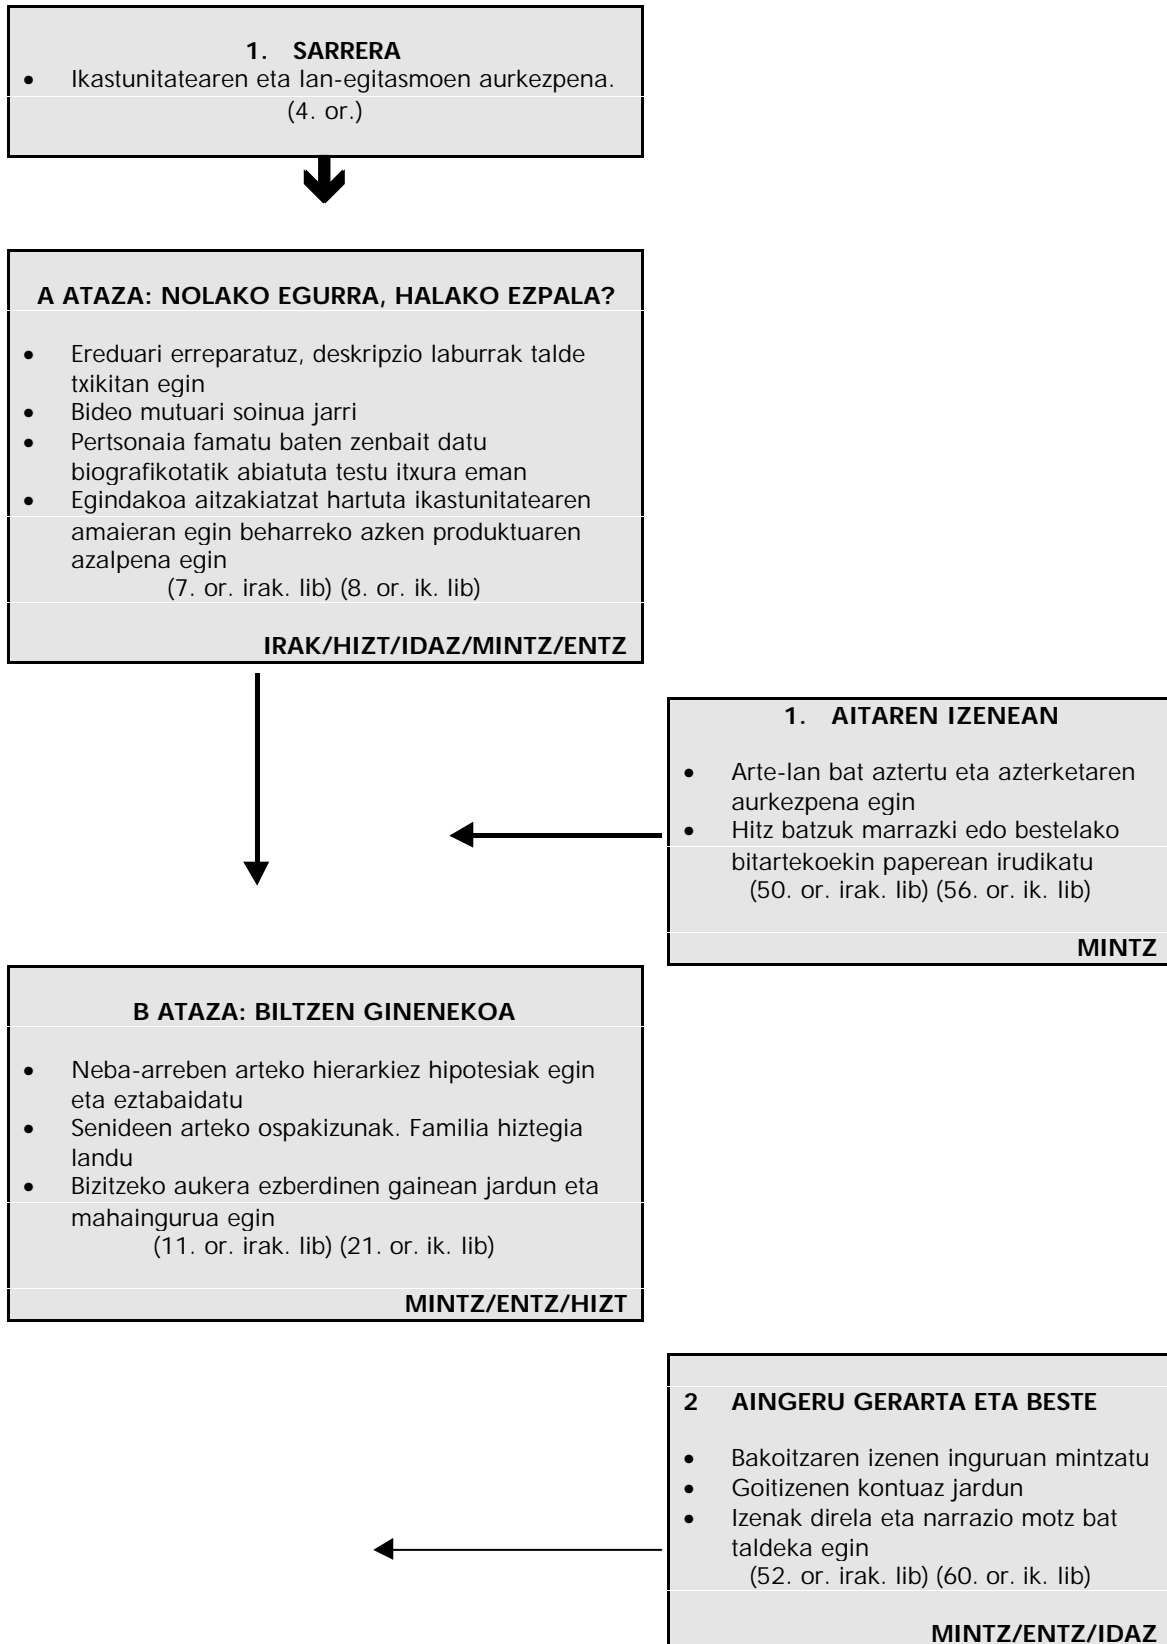 1. SARRERA
• Ikastunitatearen eta lan-egitasmoen aurkezpena.
(4. or.)
A ATAZA: NOLAKO EGURRA, HALAKO EZPALA?
• Ereduari erreparatuz, deskripzio laburrak talde
txikitan egin
• Bideo mutuari soinua jarri
• Pertsonaia famatu baten zenbait datu
biografikotatik abiatuta testu itxura eman
• Egindakoa aitzakiatzat hartuta ikastunitatearen
amaieran egin beharreko azken produktuaren
azalpena egin
(7. or. irak. lib) (8. or. ik. lib)
IRAK/HIZT/IDAZ/MINTZ/ENTZ
1. AITAREN IZENEAN
• Arte-lan bat aztertu eta azterketaren
aurkezpena egin
• Hitz batzuk marrazki edo bestelako
bitartekoekin paperean irudikatu
(50. or. irak. lib) (56. or. ik. lib)
MINTZ
B ATAZA: BILTZEN GINENEKOA
• Neba-arreben arteko hierarkiez hipotesiak egin
eta eztabaidatu
• Senideen arteko ospakizunak. Familia hiztegia
landu
• Bizitzeko aukera ezberdinen gainean jardun eta
mahaingurua egin
(11. or. irak. lib) (21. or. ik. lib)
MINTZ/ENTZ/HIZT
2 AINGERU GERARTA ETA BESTE
• Bakoitzaren izenen inguruan mintzatu
• Goitizenen kontuaz jardun
• Izenak direla eta narrazio motz bat
taldeka egin
(52. or. irak. lib) (60. or. ik. lib)
MINTZ/ENTZ/IDAZ